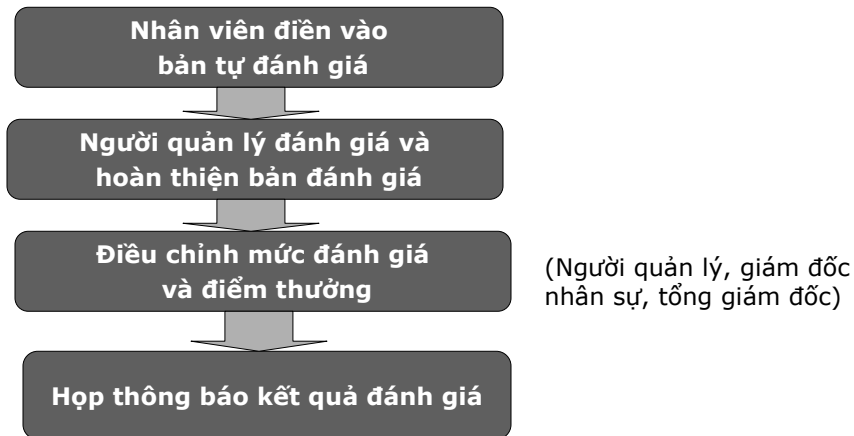 Nhân viên điền vào
bản tự đánh giá
Người quản lý đánh giá và
hoàn thiện bản đánh giá
Điều chỉnh mức đánh giá
và điểm thưởng
(Người quản lý, giám đốc
nhân sự, tổng giám đốc)
Họp thông báo kết quả đánh giá